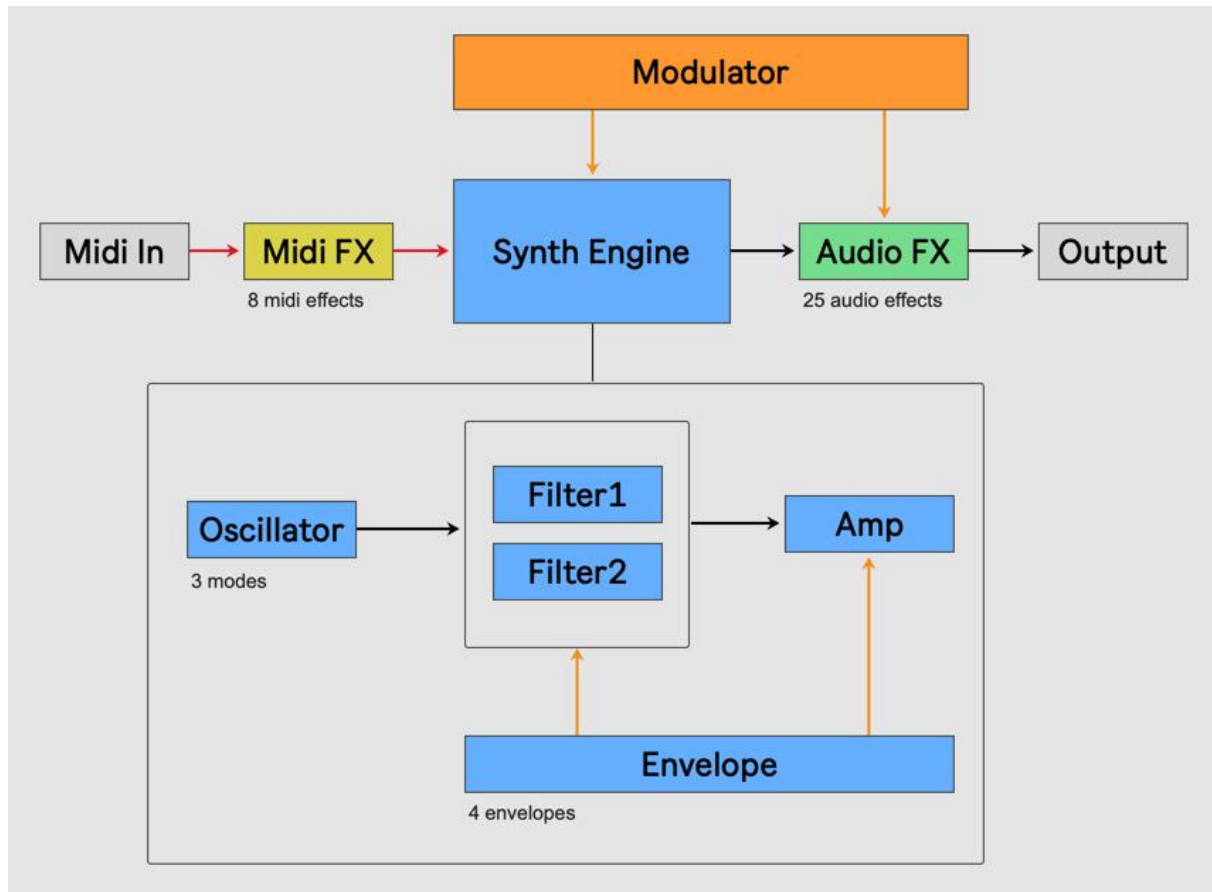 Modulator
Midi In
Midi FX
8 midi effects
Synth Engine
Audio FX
25 audio effects
Output
Oscillator
3 modes
Filter1
Filter2
Amp
Envelope
4 envelopes